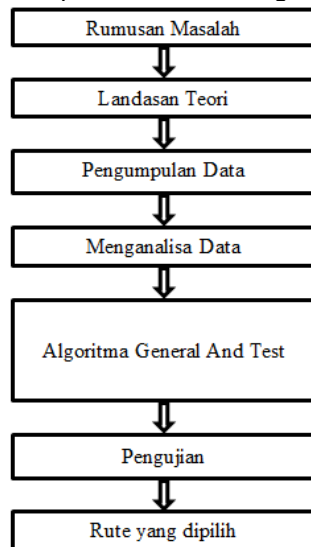 Rumusan Masalah
Landasan Teori
Pengumpulan Data
Menganalisa Data
Algoritma General And Test
Pengujian
Rute yang dipilih